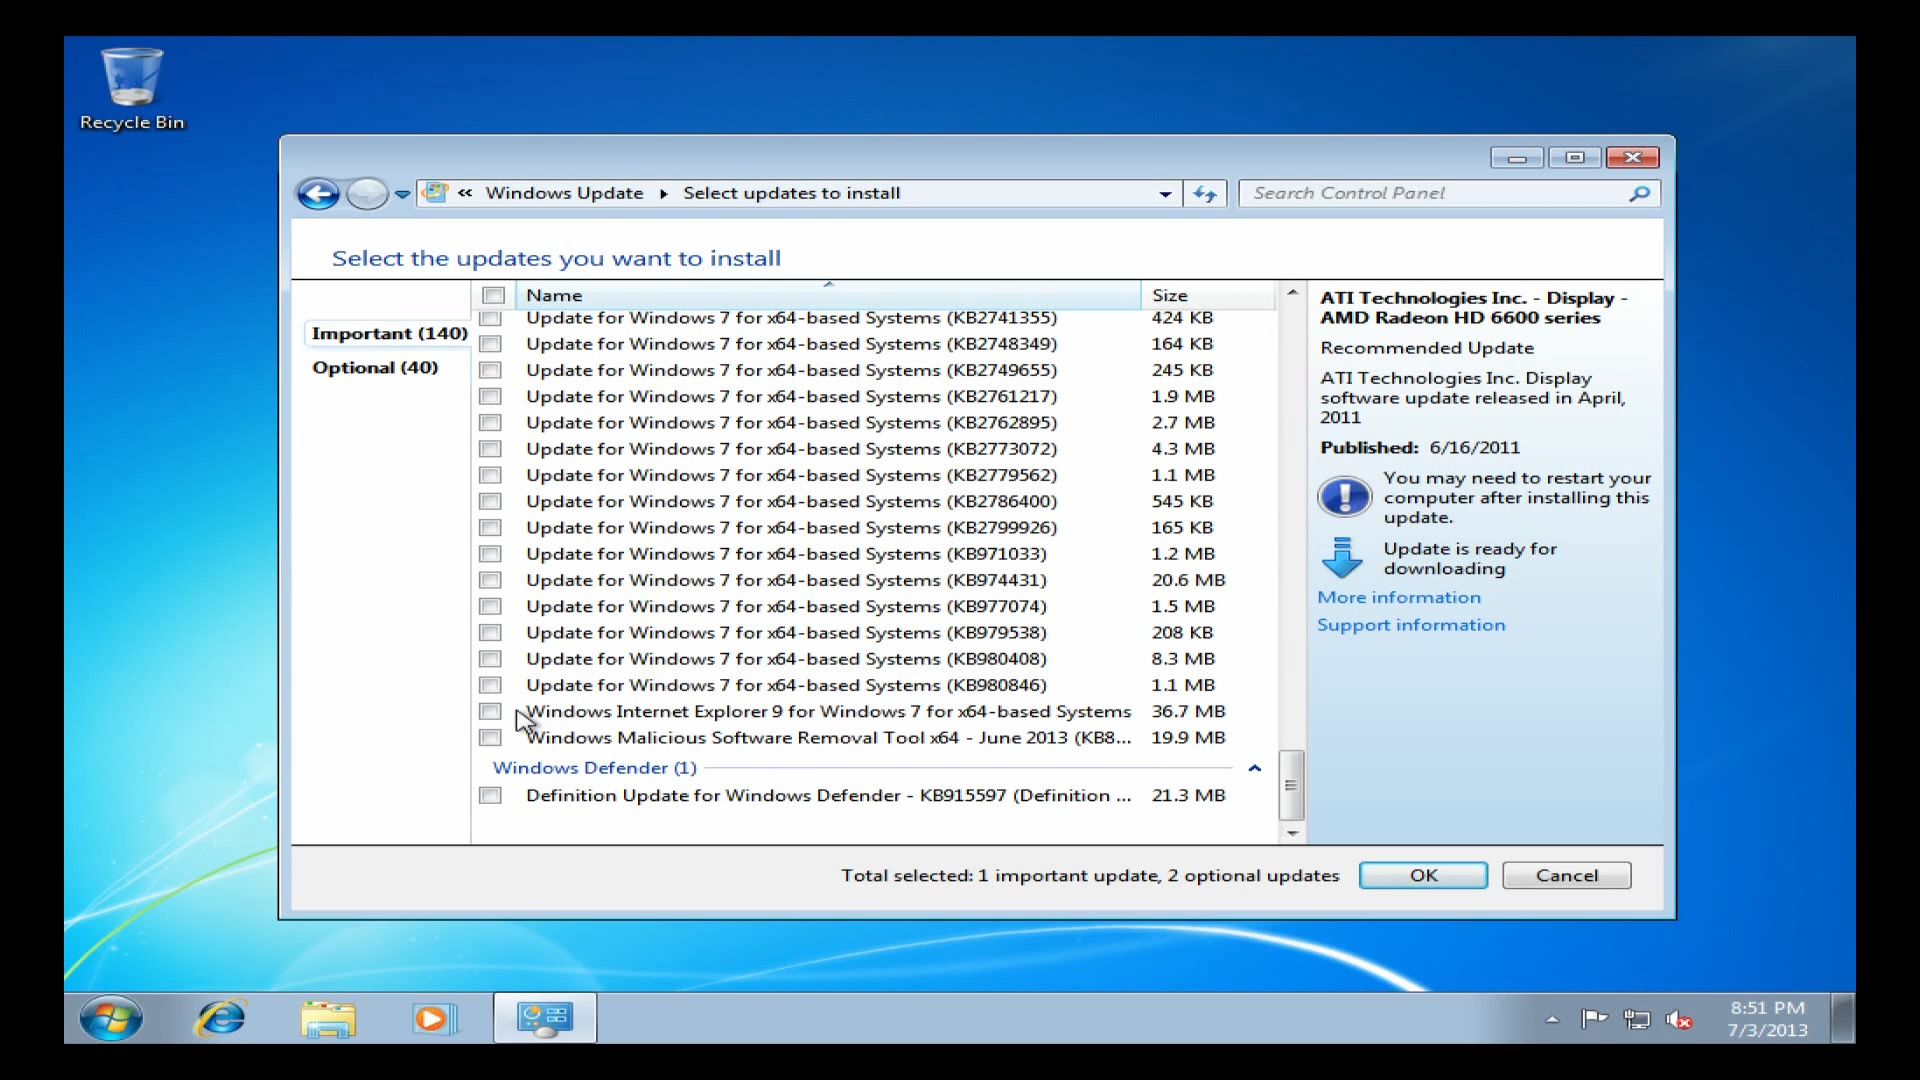 Recycle Bin
« Windows Update ▸ Select updates to install
Search Control Panel
Select the updates you want to install
Name Size
Important (140)
Optional (40)
Update for Windows 7 for x64-based Systems (KB2741355) 424 KB
Update for Windows 7 for x64-based Systems (KB2748349) 164 KB
Update for Windows 7 for x64-based Systems (KB2749655) 245 KB
Update for Windows 7 for x64-based Systems (KB2761217) 1.9 MB
Update for Windows 7 for x64-based Systems (KB2762895) 2.7 MB
Update for Windows 7 for x64-based Systems (KB2773072) 4.3 MB
Update for Windows 7 for x64-based Systems (KB2779562) 1.1 MB
Update for Windows 7 for x64-based Systems (KB2786400) 545 KB
Update for Windows 7 for x64-based Systems (KB2799926) 165 KB
Update for Windows 7 for x64-based Systems (KB971033) 1.2 MB
Update for Windows 7 for x64-based Systems (KB974431) 20.6 MB
Update for Windows 7 for x64-based Systems (KB977074) 1.5 MB
Update for Windows 7 for x64-based Systems (KB979538) 208 KB
Update for Windows 7 for x64-based Systems (KB980408) 8.3 MB
Update for Windows 7 for x64-based Systems (KB980846) 1.1 MB
Windows Internet Explorer 9 for Windows 7 for x64-based Systems 36.7 MB
Windows Malicious Software Removal Tool x64 - June 2013 (KB8... 19.9 MB
Windows Defender (1)
Definition Update for Windows Defender - KB915597 (Definition ... 21.3 MB
ATI Technologies Inc. - Display -
AMD Radeon HD 6600 series
Recommended Update
ATI Technologies Inc. Display
software update released in April,
2011
Published: 6/16/2011
You may need to restart your
computer after installing this
update.
Update is ready for
downloading
More information
Support information
Total selected: 1 important update, 2 optional updates
OK
Cancel
8:51 PM
7/3/2013